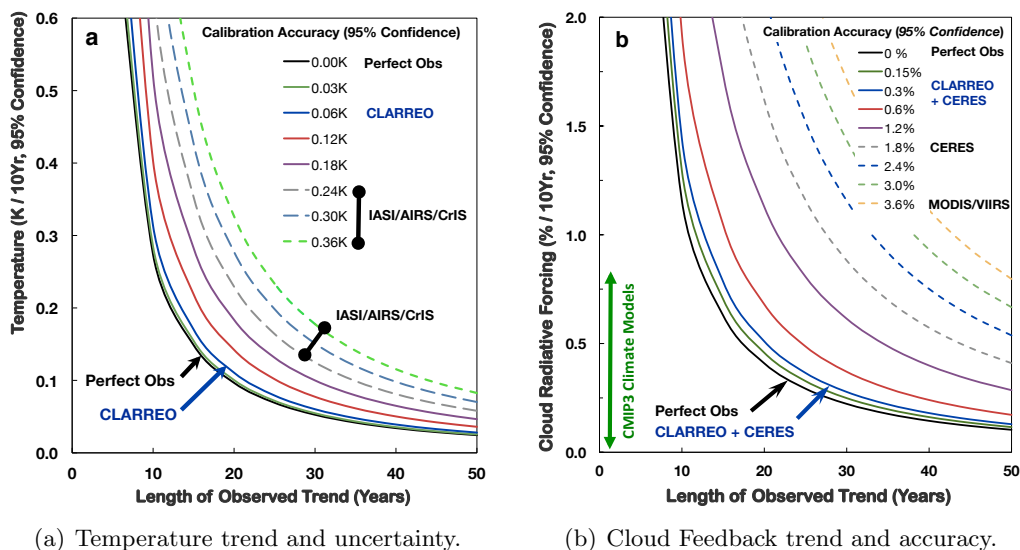 a
Calibration Accuracy (95% Confidence)
0.00K Perfect Obs
0.03K
0.06K CLARREO
0.12K
0.18K
0.24K
0.30K IASI/AIRS/CrIS
0.36K
IASI/AIRS/CrIS
Perfect Obs
CLARREO
Temperature (K / 10Yr, 95% Confidence)
0.6
0.5
0.4
0.3
0.2
0.1
0.0
0 10 20 30 40 50
Length of Observed Trend (Years)
(a) Temperature trend and uncertainty.
b
Calibration Accuracy (95% Confidence)
0 % Perfect Obs
0.15%
0.3% CLARREO
0.6% + CERES
1.2%
1.8% CERES
2.4%
3.0%
3.6% MODIS/VIIRS
Perfect Obs
CLARREO + CERES
CMIP3 Climate Models
Cloud Radiative Forcing (% / 10Yr, 95% Confidence)
2.0
1.5
1.0
0.5
0.0
0 10 20 30 40 50
Length of Observed Trend (Years)
(b) Cloud Feedback trend and accuracy.